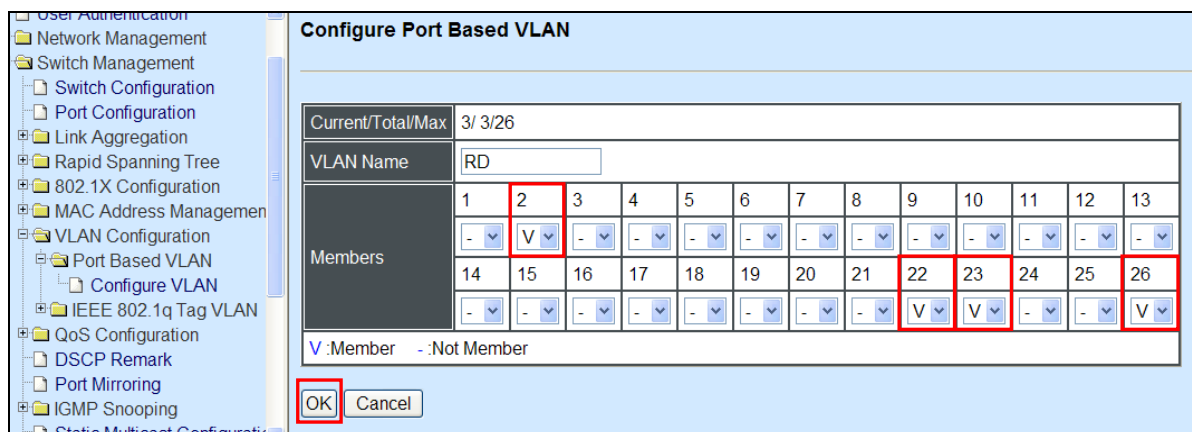 User Authentication
Network Management
Switch Management
Switch Configuration
Port Configuration
Link Aggregation
Rapid Spanning Tree
802.1X Configuration
MAC Address Managemen
VLAN Configuration
Port Based VLAN
Configure VLAN
IEEE 802.1q Tag VLAN
QoS Configuration
DSCP Remark
Port Mirroring
IGMP Snooping
Static Multicast Configuratio
Configure Port Based VLAN
Current/Total/Max 3/ 3/26
VLAN Name RD
Members
1 2 3 4 5 6 7 8 9 10 11 12 13
- V - - - - - - - - - - -
14 15 16 17 18 19 20 21 22 23 24 25 26
- - - - - - - - V V - - V
V :Member - :Not Member
OK Cancel